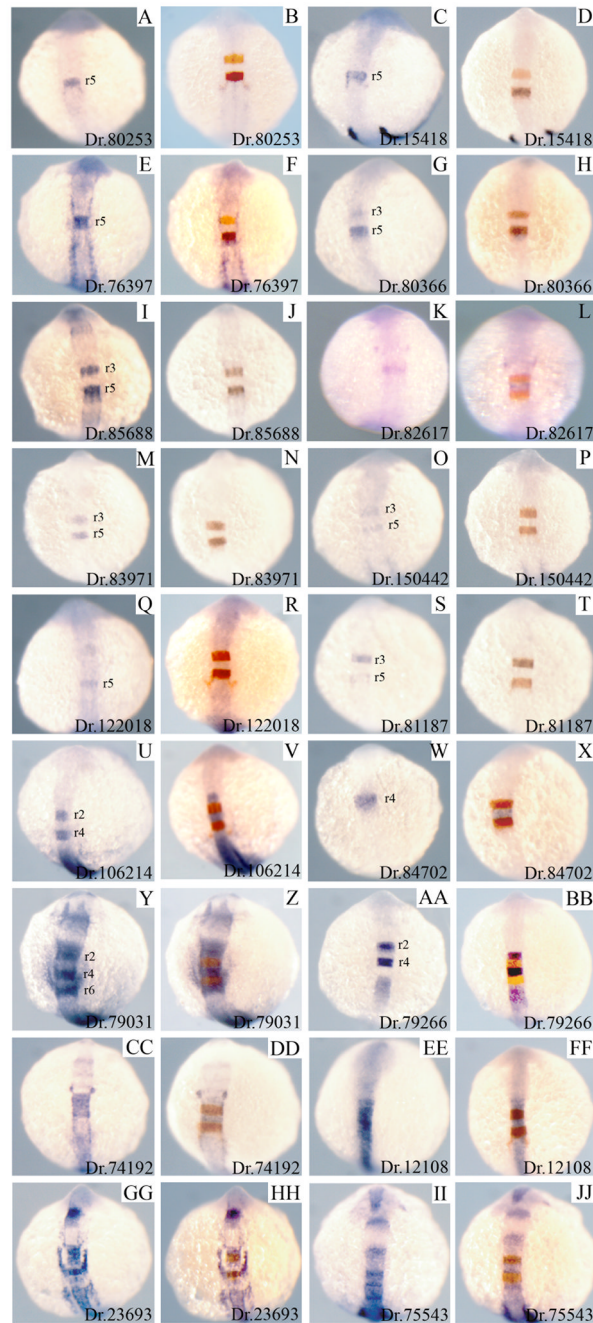 A B C D
r5 r5
Dr.80253 Dr.80253 Dr.15418 Dr.15418
E F G H
r5 r3
r5
Dr.76397 Dr.76397 Dr.80366 Dr.80366
I J K L
r3
r5
Dr.85688 Dr.85688 Dr.82617 Dr.82617
M N O P
r3 r3
r5 r5
Dr.83971 Dr.83971 Dr.150442 Dr.150442
Q R S T
r3
r5 r5
Dr.122018 Dr.122018 Dr.81187 Dr.81187
U V W X
r2 r4
r4
Dr.106214 Dr.106214 Dr.84702 Dr.84702
Y Z AA BB
r2 r2
r4 r4
r6
Dr.79031 Dr.79031 Dr.79266 Dr.79266
CC DD EE FF
Dr.74192 Dr.74192 Dr.12108 Dr.12108
GG HH II JJ
Dr.23693 Dr.23693 Dr.75543 Dr.75543